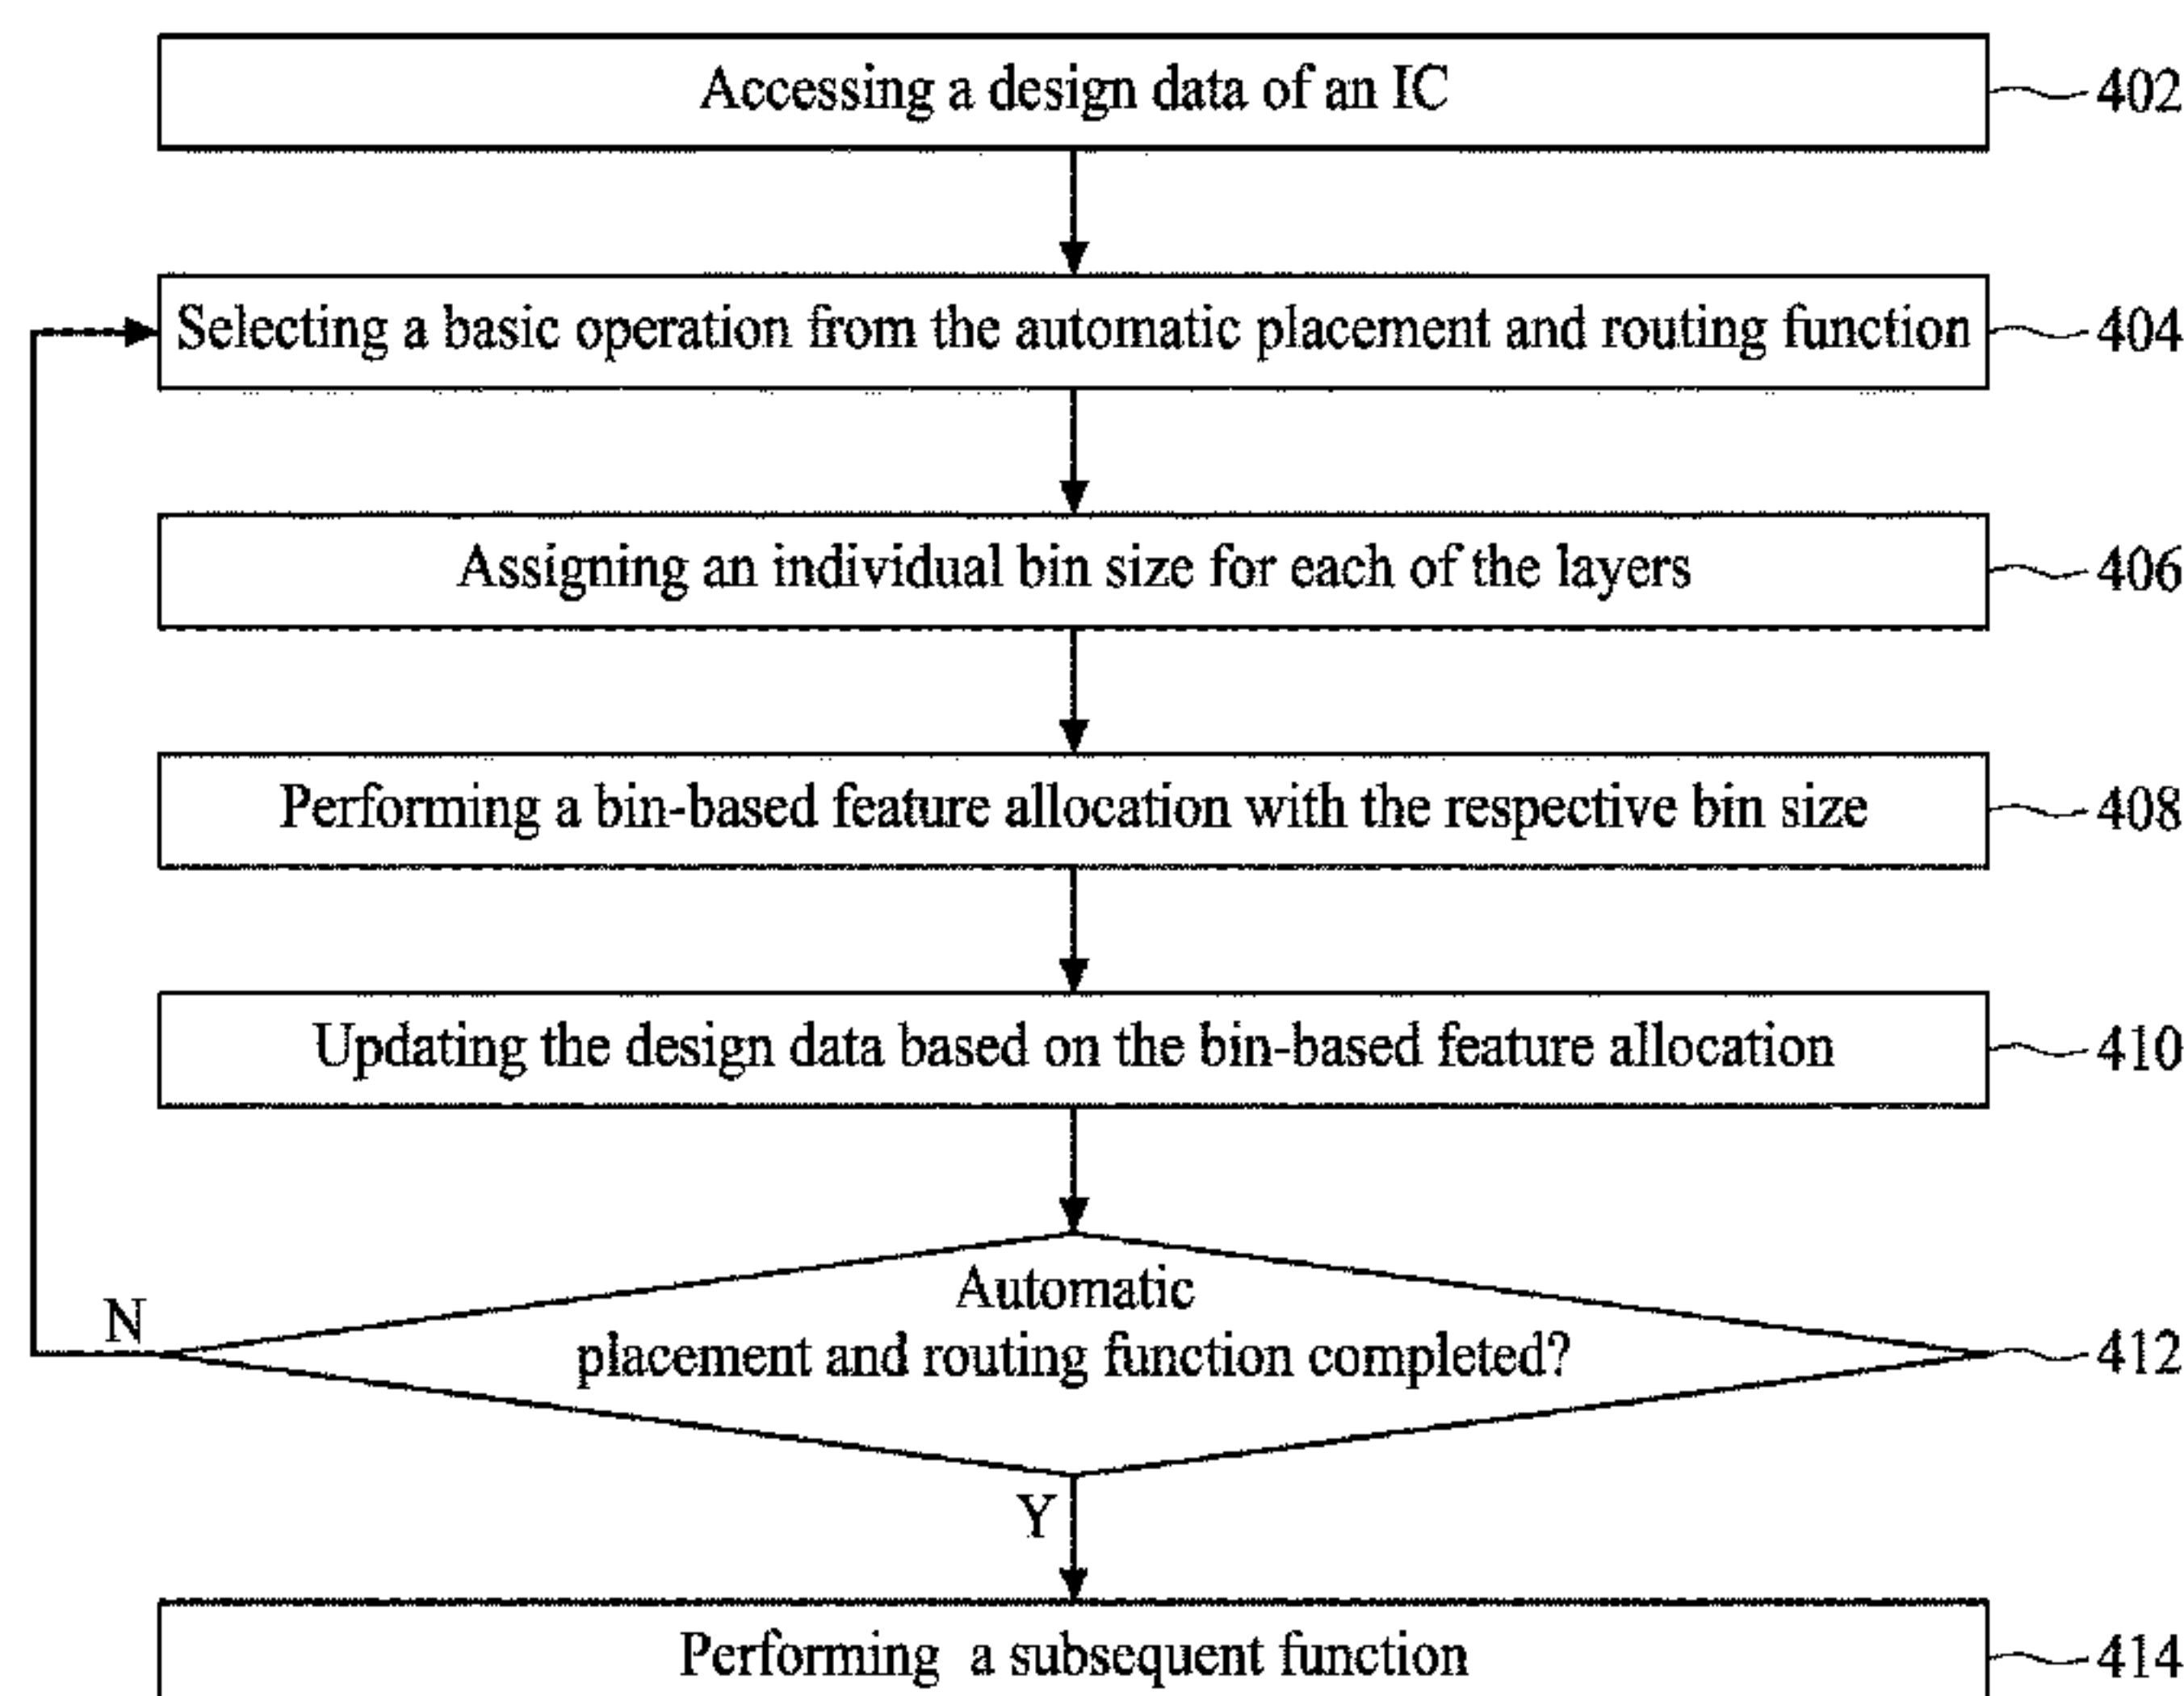 Accessing a design data of an IC
402
Selecting a basic operation from the automatic placement and routing function
404
Assigning an individual bin size for each of the layers
406
Performing a bin-based feature allocation with the respective bin size
408
Updating the design data based on the bin-based feature allocation
410
N
Automatic
placement and routing function completed?
412
Y
Performing a subsequent function
414